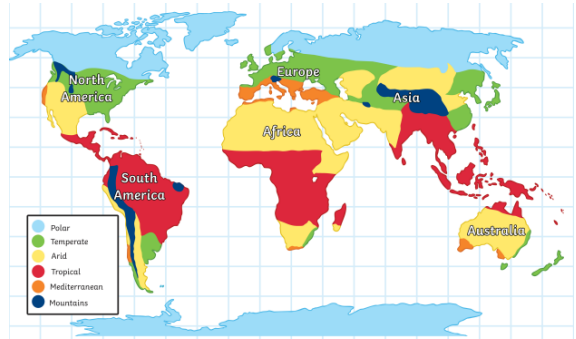 North
America
Europe
Asia
Africa
South
America
Australia
Polar
Temperate
Arid
Tropical
Mediterranean
Mountains